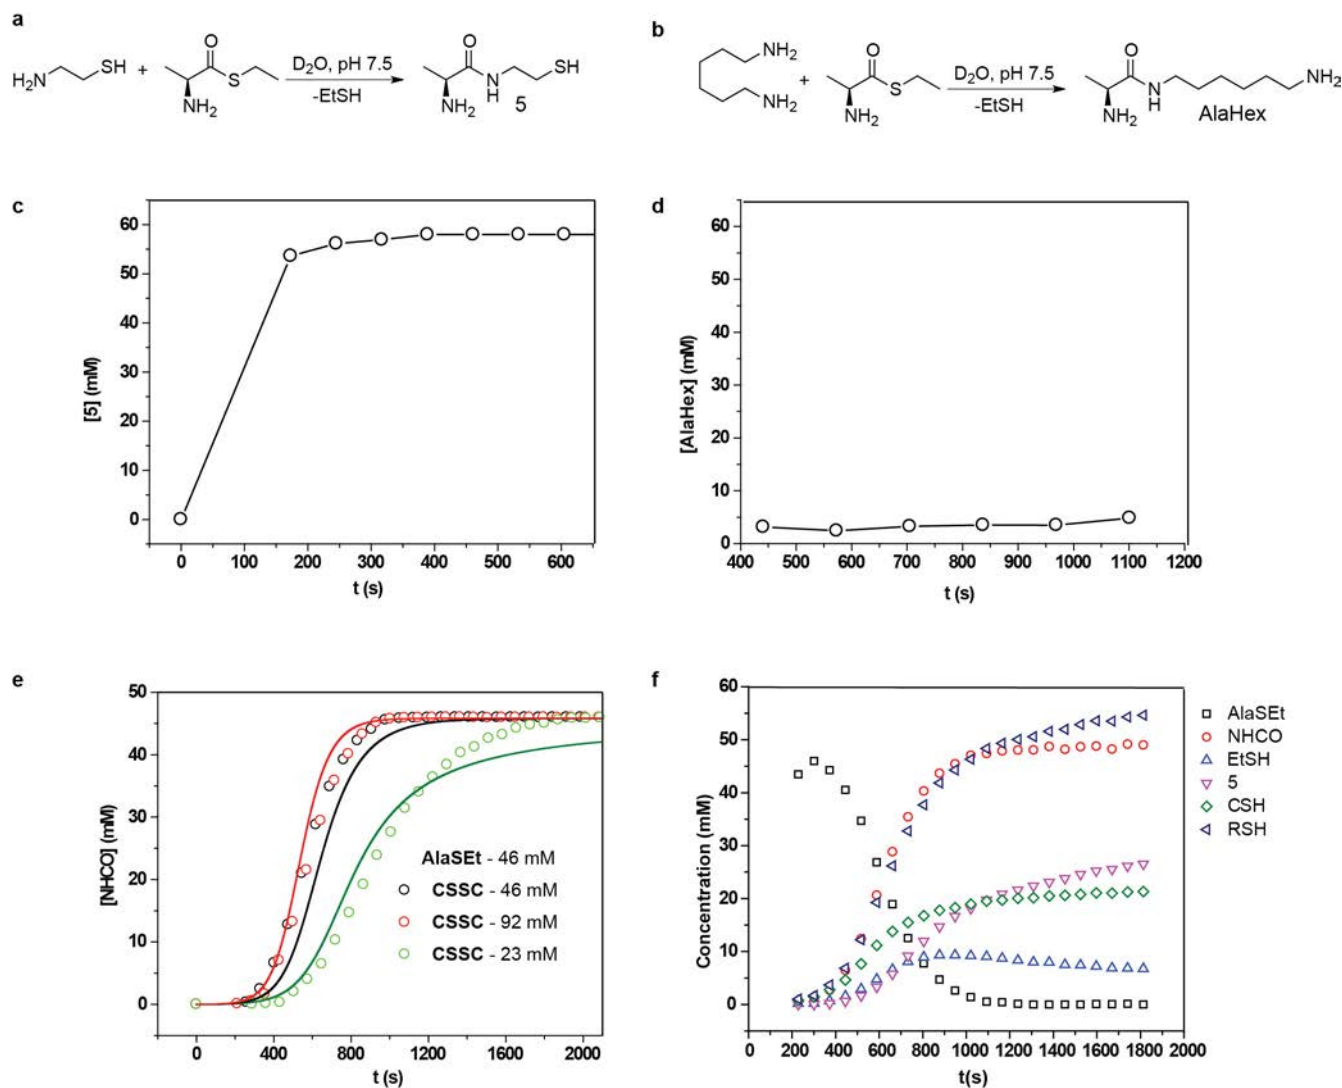 a
H₂N
SH
+
O
S
NH₂
D₂O, pH 7.5
-EtSH
O
N
H
SH
NH₂
5
b
NH₂
NH₂
+
O
S
NH₂
D₂O, pH 7.5
-EtSH
O
N
H
NH₂
NH₂
AlaHex
c
60
50
40
30
20
10
0
[5] (mM)
0 100 200 300 400 500 600
t (s)
d
60
50
40
30
20
10
0
[AlaHex] (mM)
400 500 600 700 800 900 1000 1100 1200
t (s)
e
50
40
30
20
10
0
[NHCO] (mM)
AlaSEt - 46 mM
CSSC - 46 mM
CSSC - 92 mM
CSSC - 23 mM
0 400 800 1200 1600 2000
t (s)
f
60
50
40
30
20
10
0
Concentration (mM)
0 200 400 600 800 1000 1200 1400 1600 1800 2000
t(s)
AlaSEt
NHCO
EtSH
5
CSH
RSH